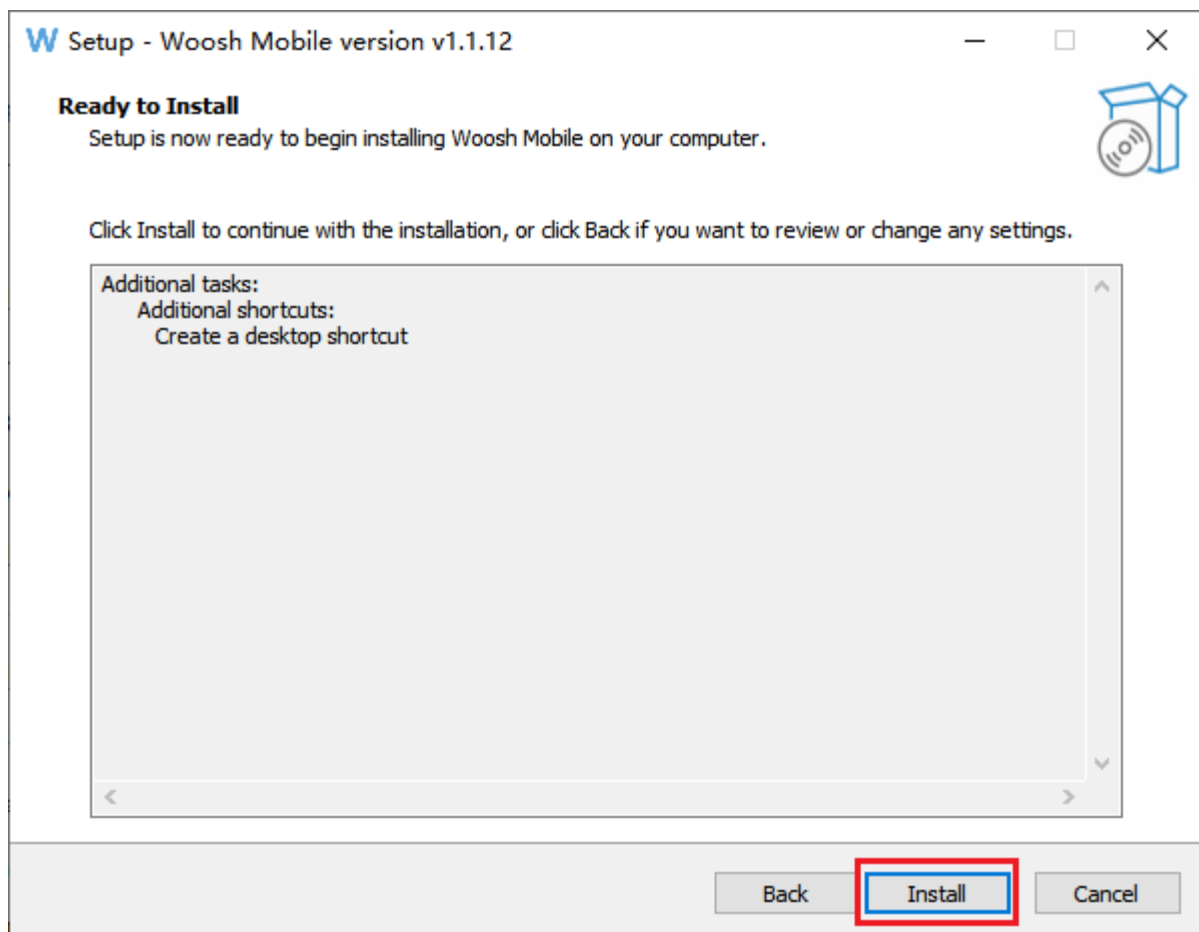 W Setup - Woosh Mobile version v1.1.12
Ready to Install
Setup is now ready to begin installing Woosh Mobile on your computer.
Click Install to continue with the installation, or click Back if you want to review or change any settings.
Additional tasks:
Additional shortcuts:
Create a desktop shortcut
Back Install Cancel